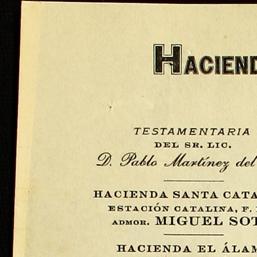 HACIEND
TESTAMENTARIA
DEL SR. LIC.
D. Pablo Martínez del
HACIENDA SANTA CATA
ESTACIÓN CATALINA, F.
ADMOR. MIGUEL SOT
HACIENDA EL ÁLAM